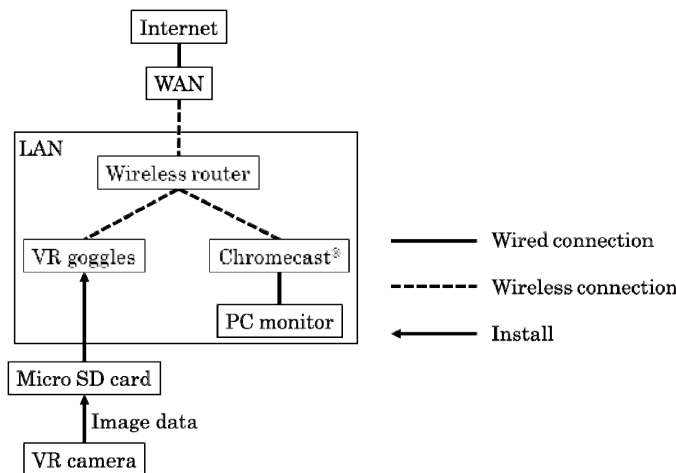 Internet
WAN
LAN
Wireless router
VR goggles
Chromecast®
PC monitor
Micro SD card
Image data
VR camera
Wired connection
Wireless connection
Install